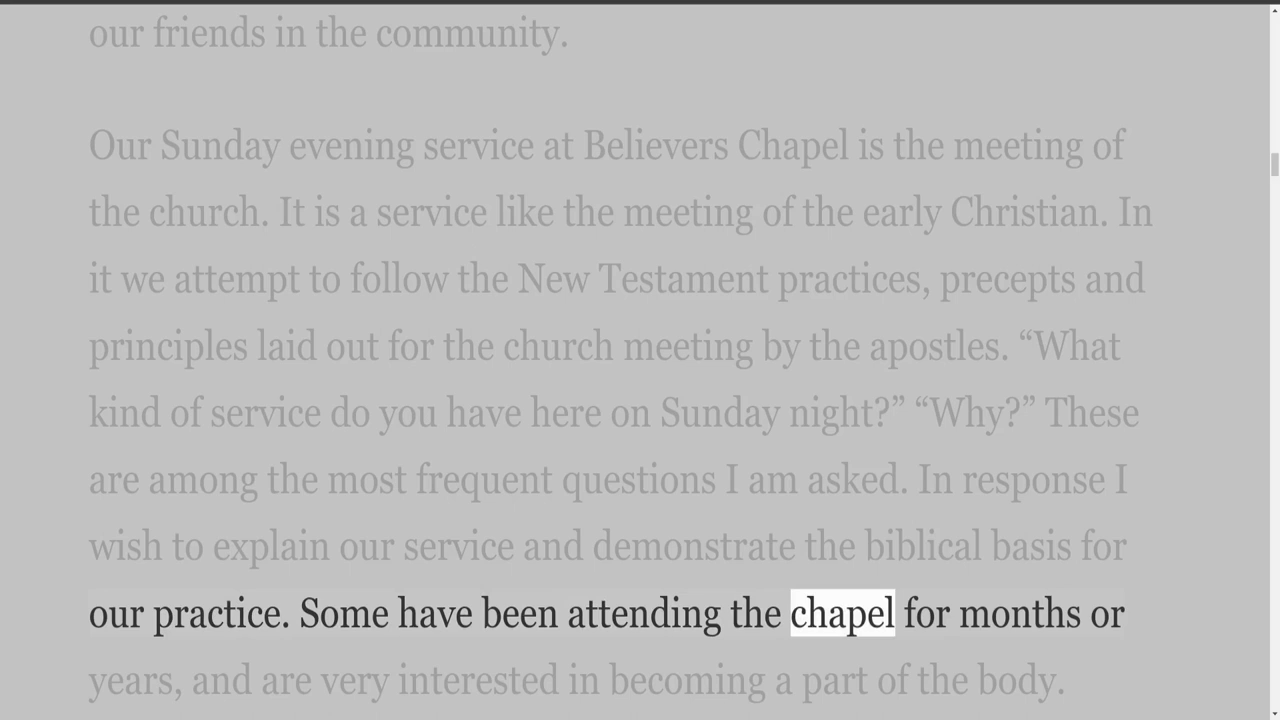 our friends in the community.
Our Sunday evening service at Believers Chapel is the meeting of
the church. It is a service like the meeting of the early Christian. In
it we attempt to follow the New Testament practices, precepts and
principles laid out for the church meeting by the apostles. “What
kind of service do you have here on Sunday night?” “Why?” These
are among the most frequent questions I am asked. In response I
wish to explain our service and demonstrate the biblical basis for
our practice. Some have been attending the chapel for months or
years, and are very interested in becoming a part of the body.